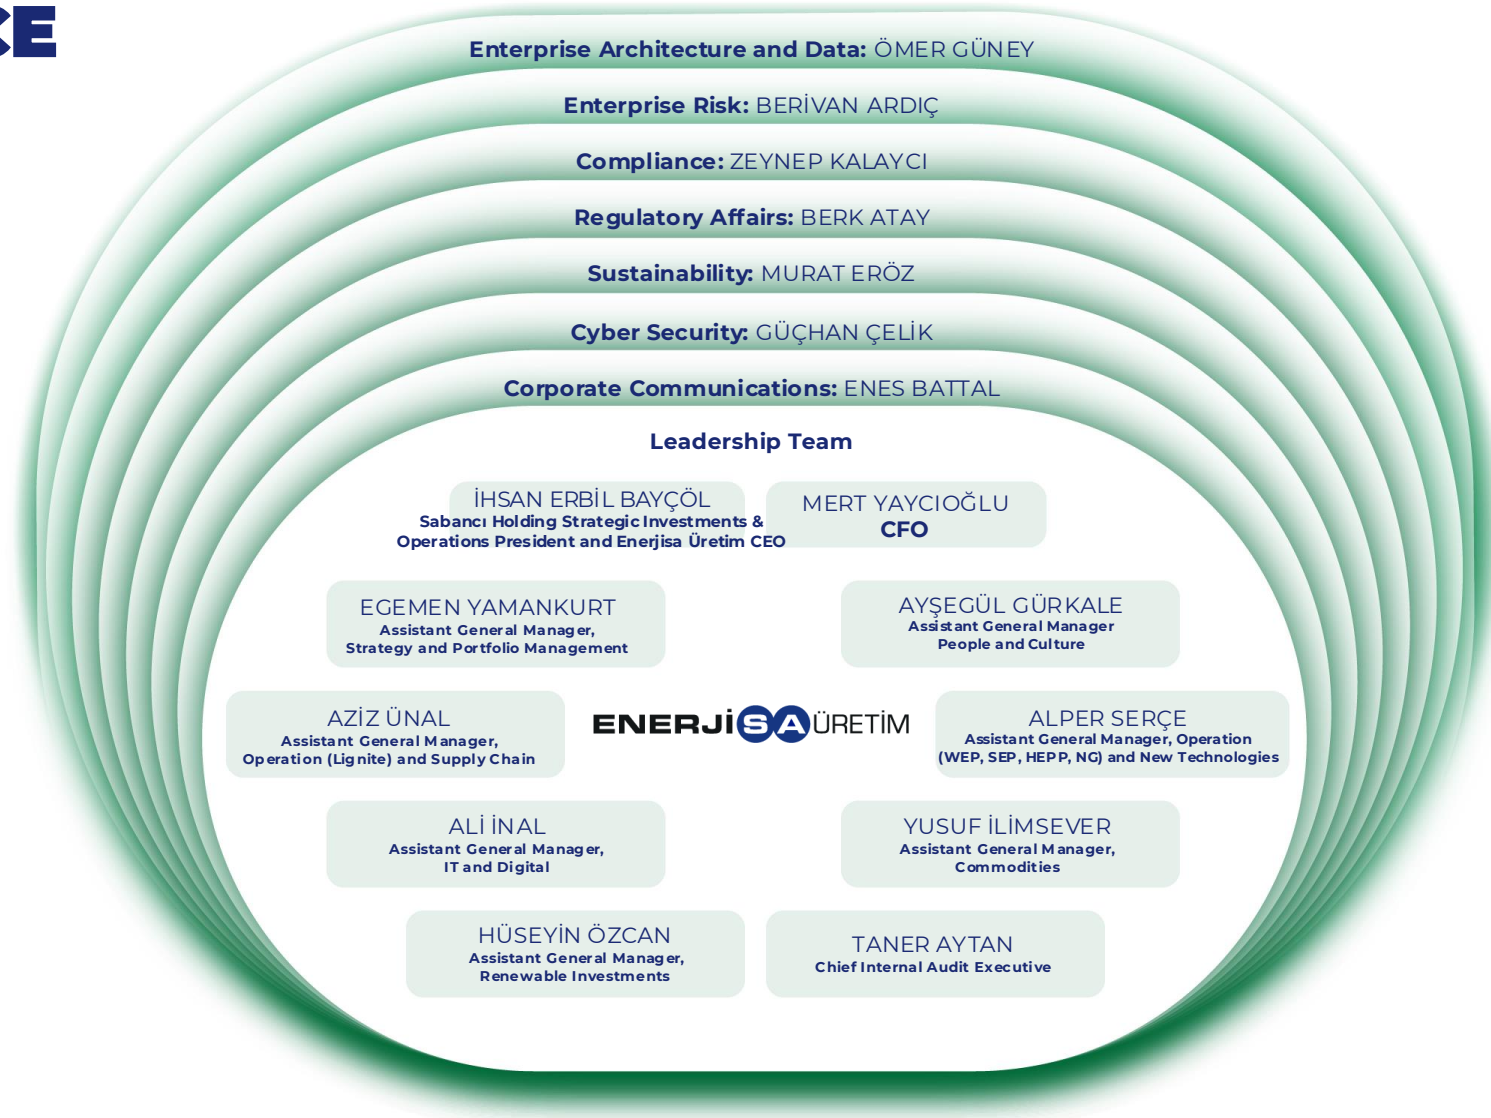 CE
Enterprise Architecture and Data: ÖMER GÜNEY
Enterprise Risk: BERİVAN ARDIÇ
Compliance: ZEYNEP KALAYCI
Regulatory Affairs: BERK ATAY
Sustainability: MURAT ERÖZ
Cyber Security: GÜÇHAN ÇELİK
Corporate Communications: ENES BATTAL
Leadership Team
İHSAN ERBİL BAYÇÖL
Sabancı Holding Strategic Investments &
Operations President and Enerjisa Üretim CEO
MERT YAYCIOĞLU
CFO
EGEMEN YAMANKURT
Assistant General Manager,
Strategy and Portfolio Management
AYŞEGÜL GÜRKALE
Assistant General Manager
People and Culture
AZİZ ÜNAL
Assistant General Manager,
Operation (Lignite) and Supply Chain
ENERJİSA ÜRETİM
ALPER SERÇE
Assistant General Manager, Operation
(WEP, SEP, HEPP, NG) and New Technologies
ALİ İNAL
Assistant General Manager,
IT and Digital
YUSUF İLİMSEVER
Assistant General Manager,
Commodities
HÜSEYİN ÖZCAN
Assistant General Manager,
Renewable Investments
TANER AYTAN
Chief Internal Audit Executive